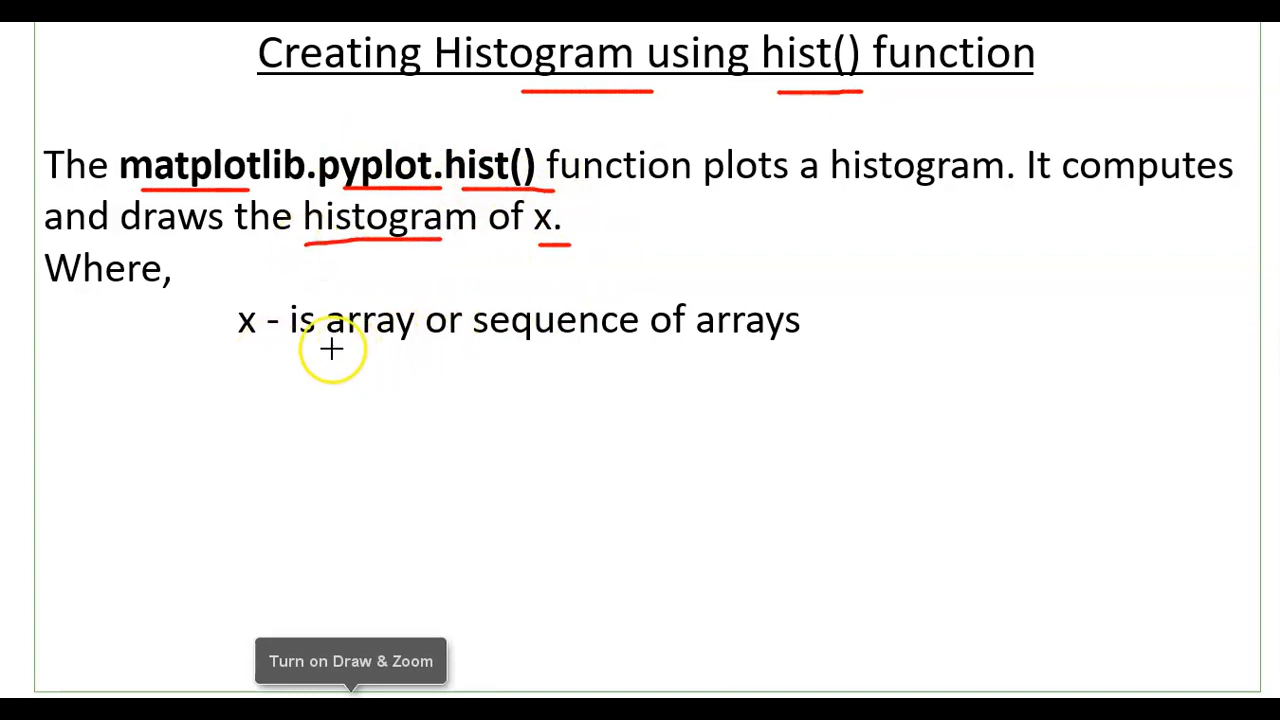 Creating Histogram using hist() function
The matplotlib.pyplot.hist() function plots a histogram. It computes
and draws the histogram of x.
Where,
x - is array or sequence of arrays
Turn on Draw & Zoom